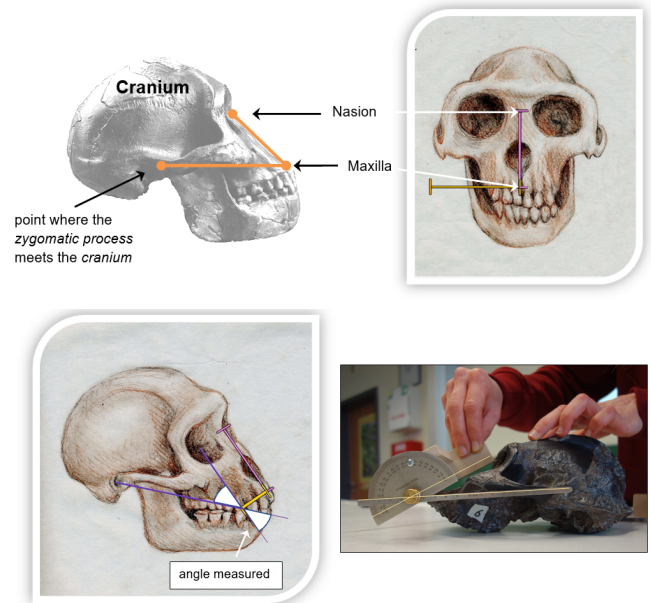 Cranium
Nasion
Maxilla
point where the
zygomatic process
meets the cranium
angle measured
6